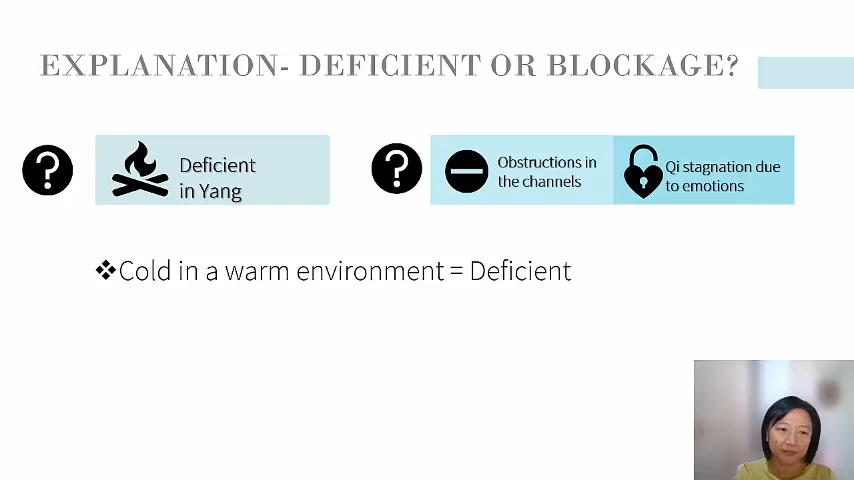 EXPLANATION- DEFICIENT OR BLOCKAGE?
?
Deficient
in Yang
?
Obstructions in
the channels
Qi stagnation due
to emotions
❖Cold in a warm environment = Deficient